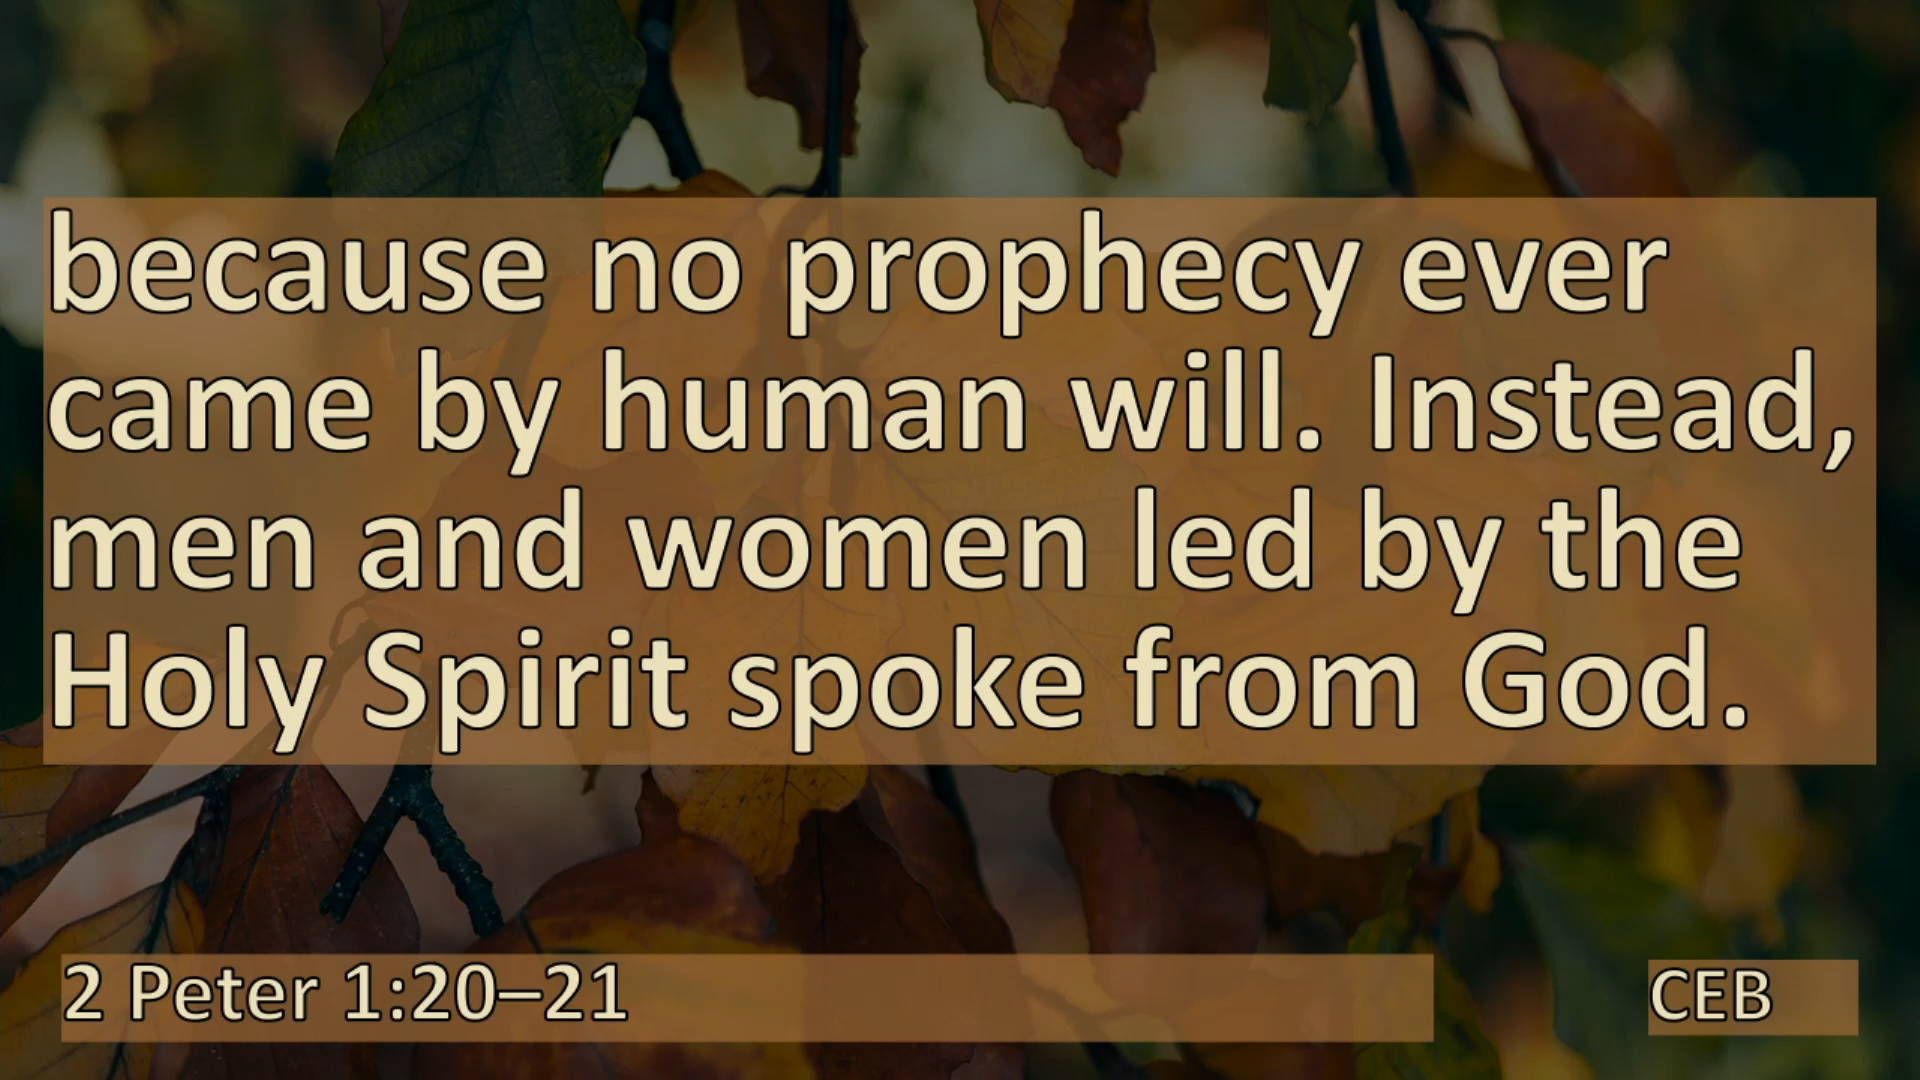 because no prophecy ever
came by human will. Instead,
men and women led by the
Holy Spirit spoke from God.
2 Peter 1:20–21
CEB